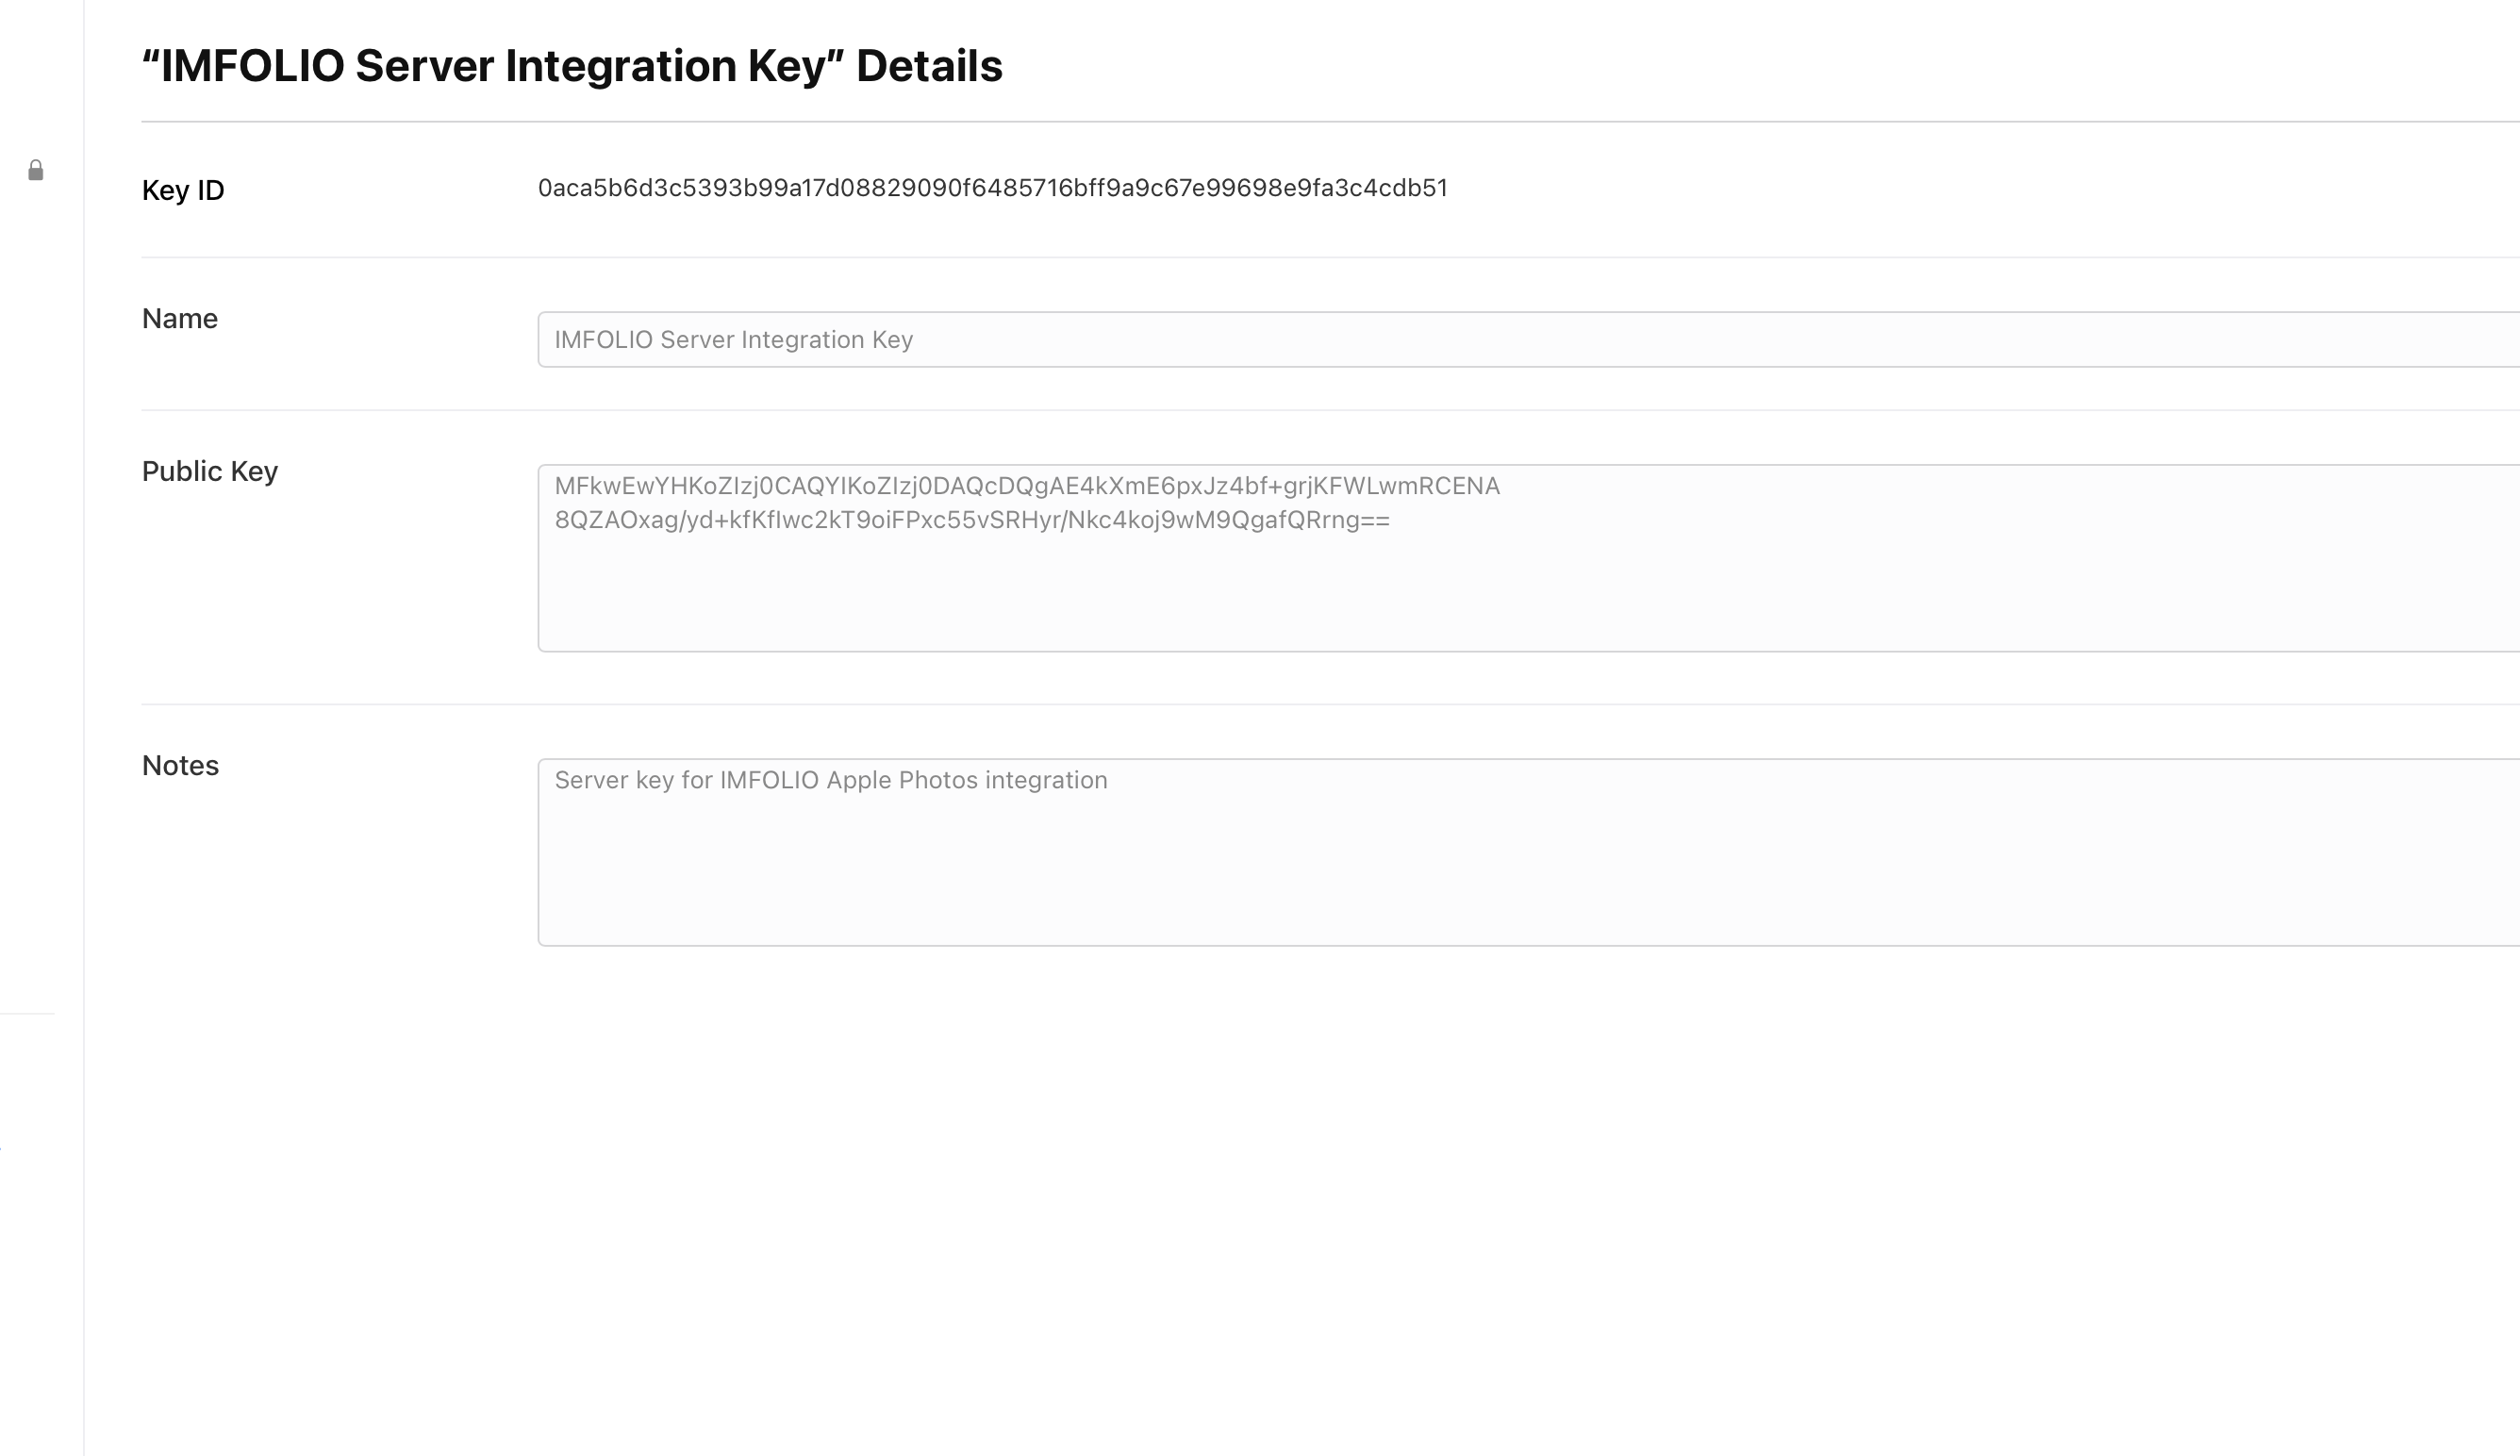 “IMFOLIO Server Integration Key” Details
Key ID
0aca5b6d3c5393b99a17d08829090f6485716bff9a9c67e99698e9fa3c4cdb51
Name
IMFOLIO Server Integration Key
Public Key
MFkwEwYHKoZIzj0CAQYIKoZIzj0DAQcDQgAE4kXmE6pxJz4bf+grjKFWLwmRCENA
8QZAOxag/yd+kfKfIwc2kT9oiFPxc55vSRHyr/Nkc4koj9wM9QgafQRrng==
Notes
Server key for IMFOLIO Apple Photos integration